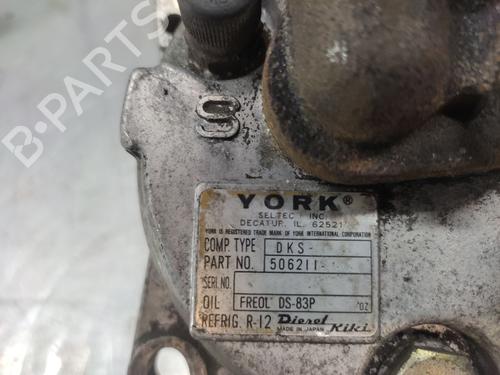 B-PARTS
S
YORK®
SELTEC INC
DECATUR, IL. 62521
YORK IS REGISTERED TRADE MARK OF YORK INTERNATIONAL CORPORATION
COMP. TYPE DKS-
PART NO. 506211-
SERI. NO.
OIL FREOL DS-83P OZ
REFRIG. R-12 Diesel Kiki
MADE IN JAPAN